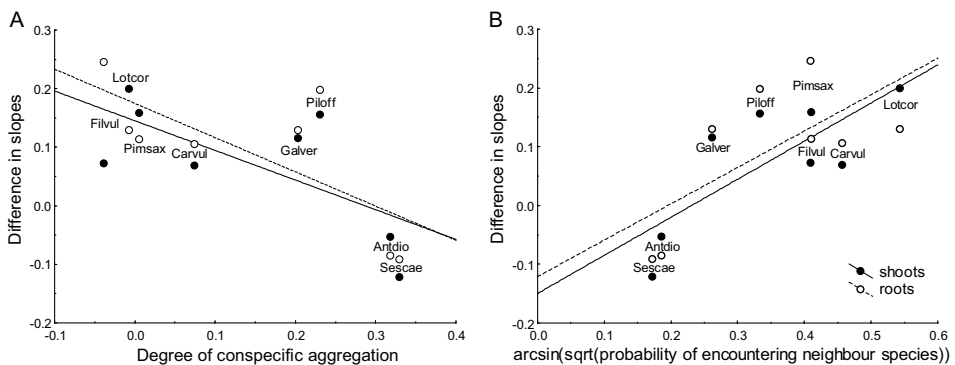 A
Difference in slopes
0.3
0.2
0.1
0.0
-0.1
-0.2
Lotcor
Filvul
Pimsax
Carvul
Galver
Piloff
Antdio
Sescae
-0.1 0.0 0.1 0.2 0.3 0.4
Degree of conspecific aggregation
B
Difference in slopes
0.3
0.2
0.1
0.0
-0.1
-0.2
Pimsax
Piloff
Lotcor
Galver
Filvul
Carvul
Antdio
Sescae
shoots
roots
0.0 0.1 0.2 0.3 0.4 0.5 0.6
arcsin(sqrt(probability of encountering neighbour species))